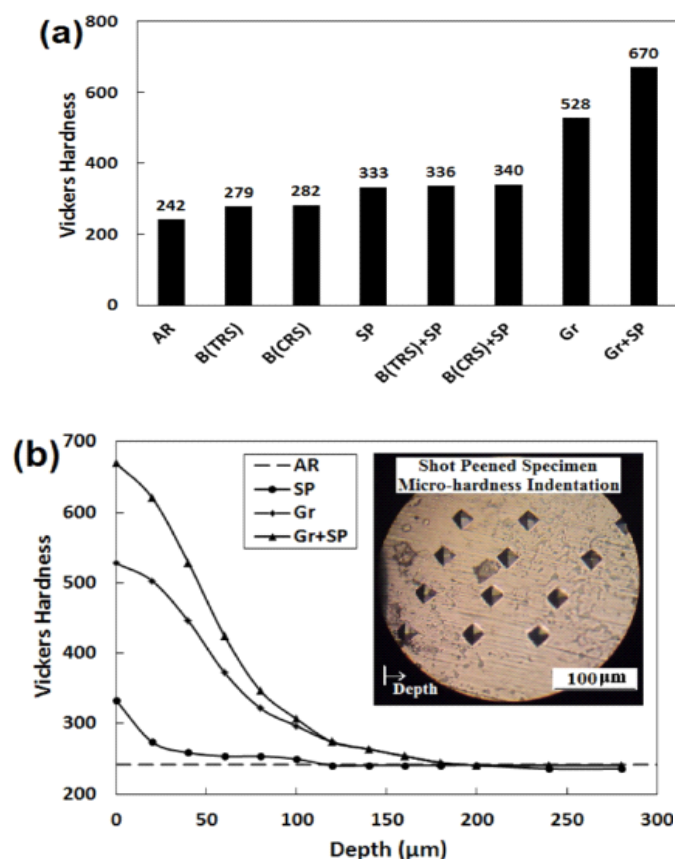 (a)
Vickers Hardness
800
600
400
200
0
242
279
282
333
336
340
528
670
AR
B(TRS)
B(CRS)
SP
B(TRS)+SP
B(CRS)+SP
Gr
Gr+SP
(b)
Vickers Hardness
700
600
500
400
300
200
AR
SP
Gr
Gr+SP
Shot Peened Specimen
Micro-hardness Indentation
Depth
100μm
0
50
100
150
200
250
300
Depth (μm)